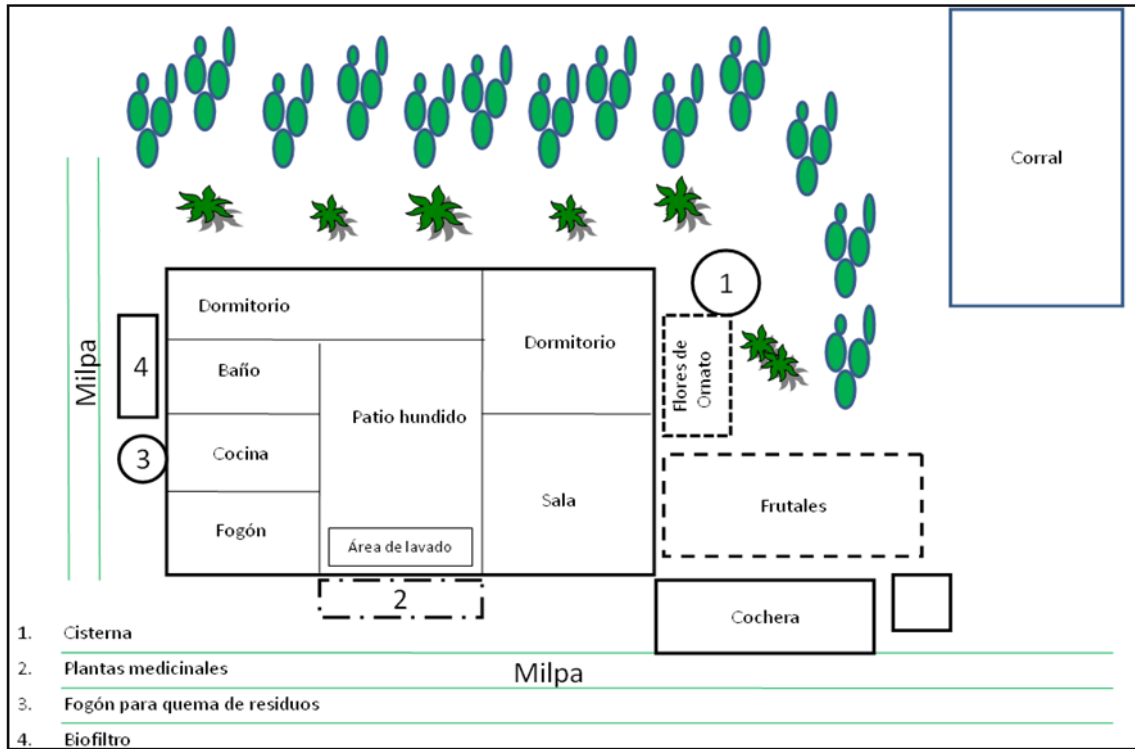 Corral
1
Dormitorio
Dormitorio
Milpa
4
Baño
Flores de
Ornato
Patio hundido
3
Cocina
Sala
Frutales
Fogón
Área de lavado
2
Cochera
1. Cisterna
2. Plantas medicinales
Milpa
3. Fogón para quema de residuos
4. Biofiltro